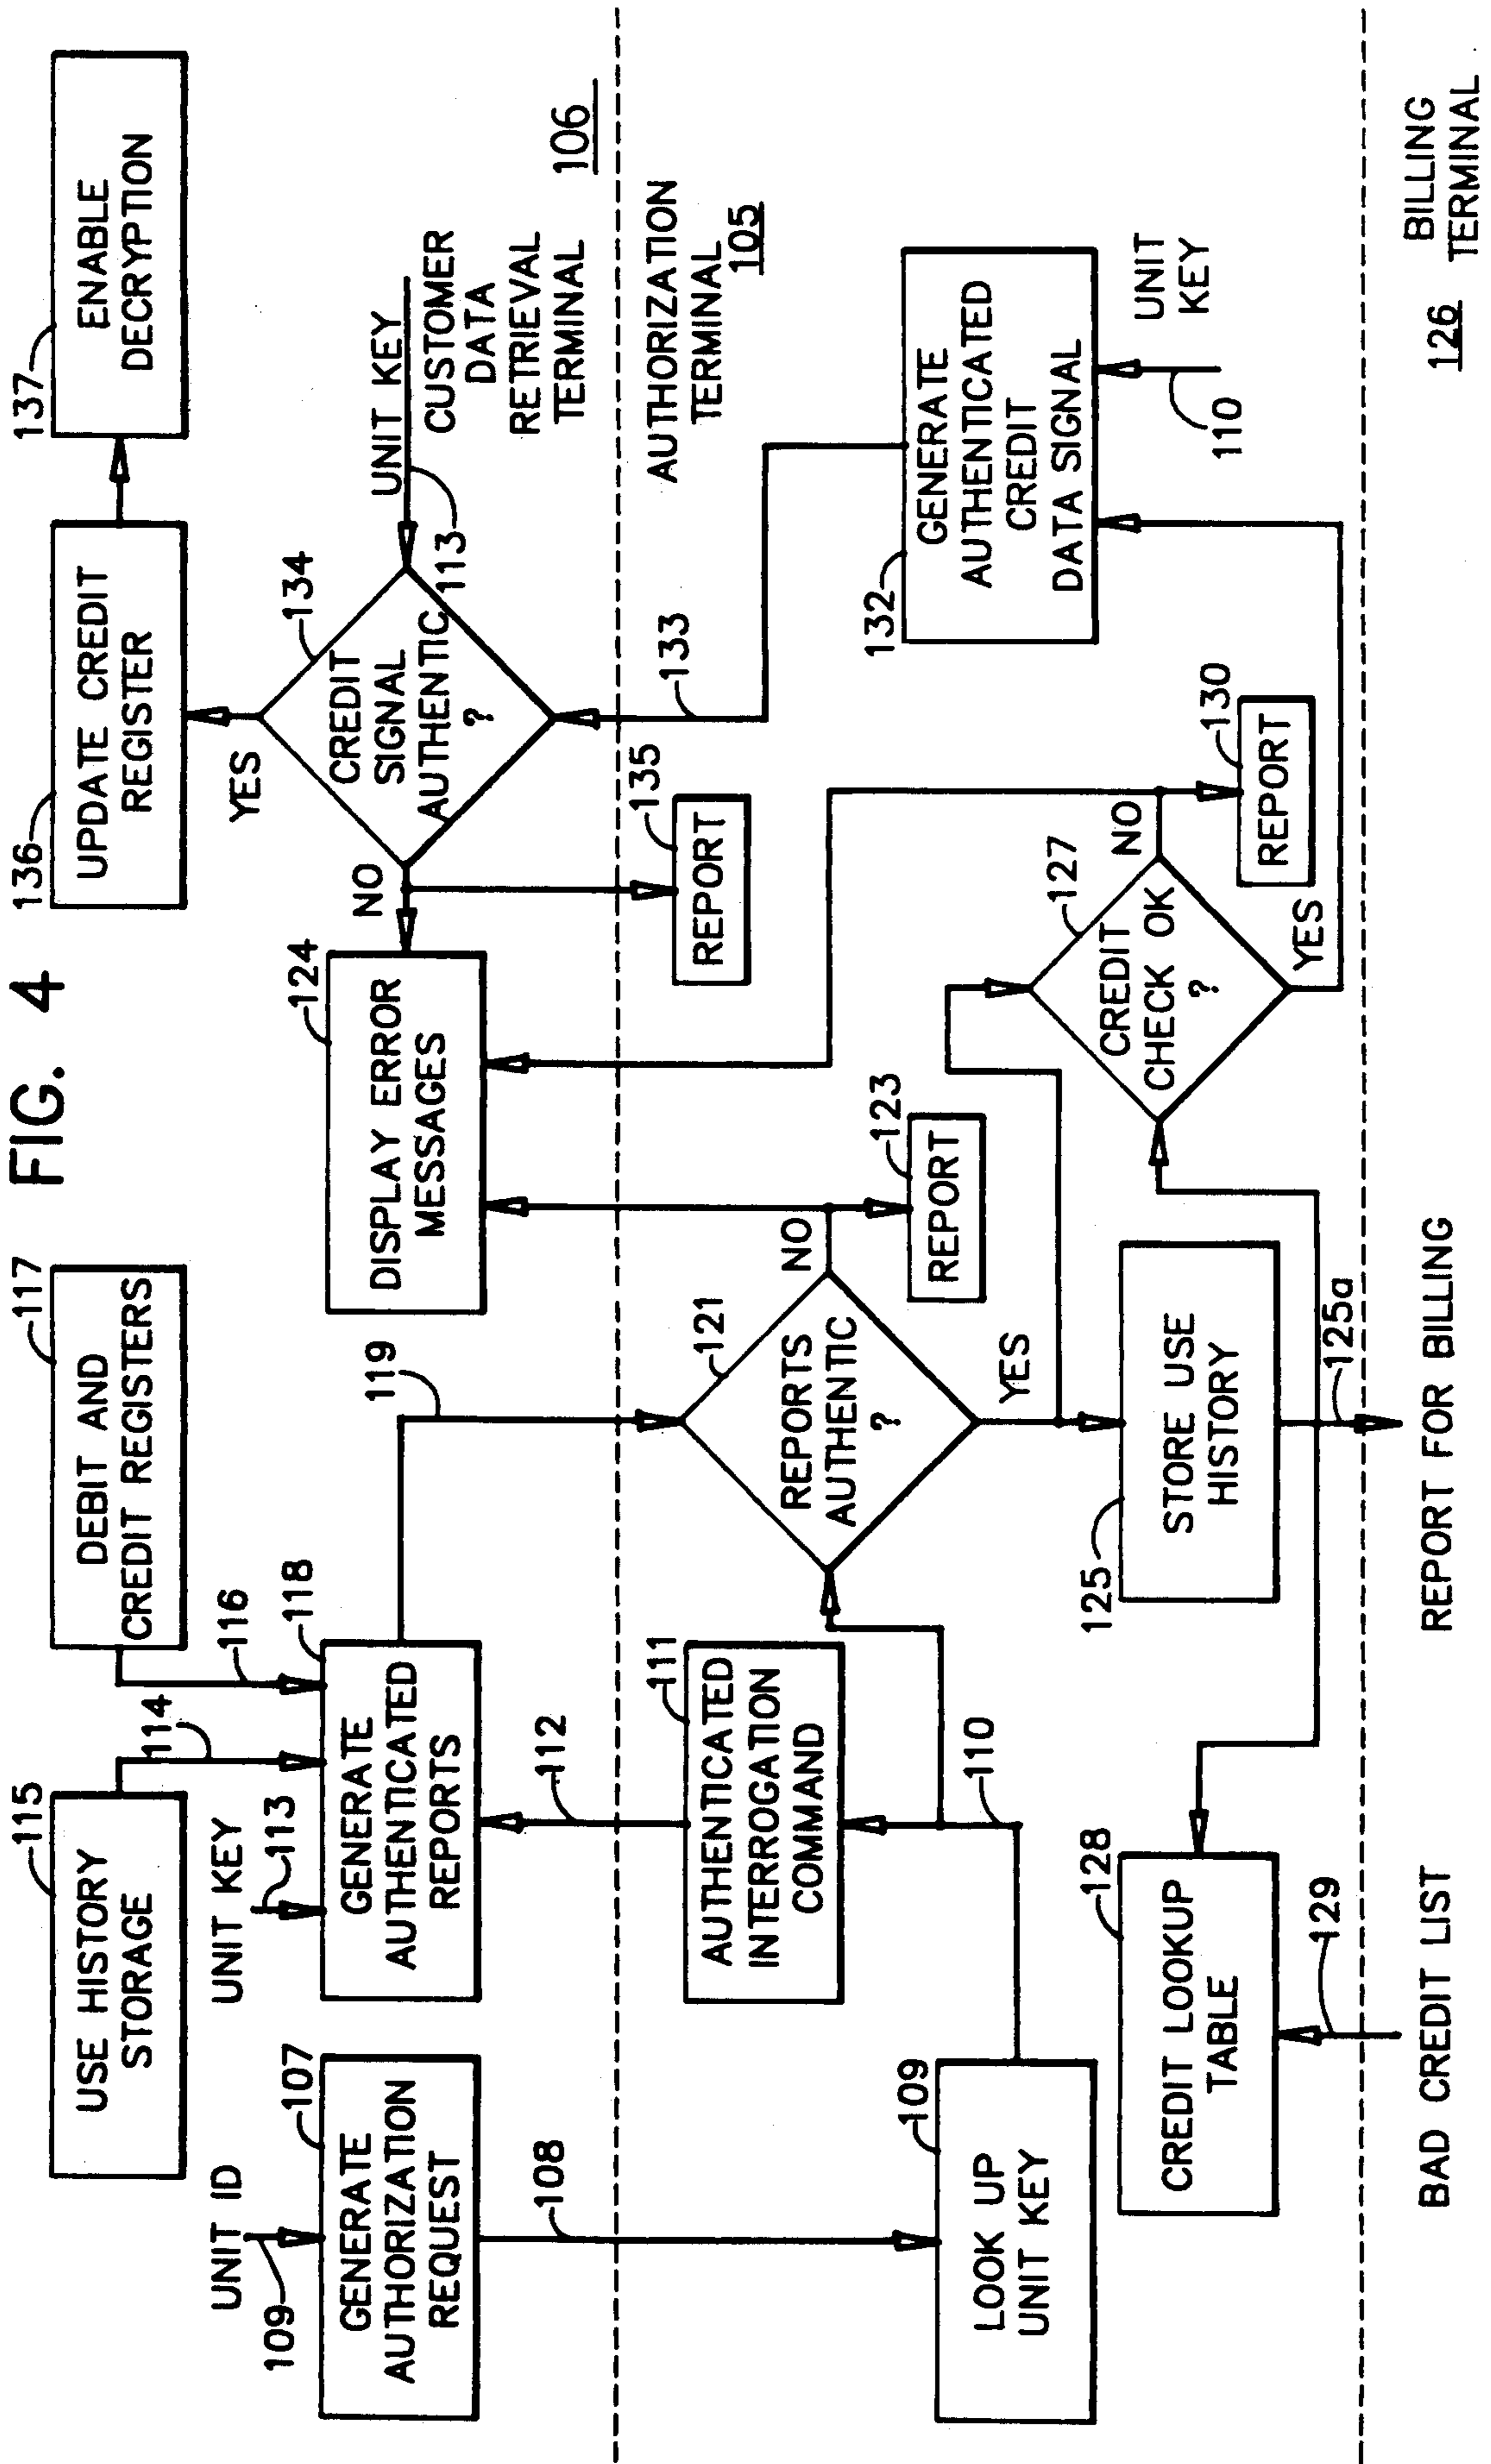 FIG. 4
115
USE HISTORY
STORAGE
117
DEBIT AND
CREDIT REGISTERS
136
UPDATE CREDIT
REGISTER
137
ENABLE
DECRYPTION
114
116
UNIT ID
109
UNIT KEY
113
107
GENERATE
AUTHORIZATION
REQUEST
118
GENERATE
AUTHENTICATED
REPORTS
119
124
DISPLAY ERROR
MESSAGES
YES
NO
134
CREDIT
SIGNAL
AUTHENTIC
?
UNIT KEY
113
CUSTOMER
DATA
RETRIEVAL
TERMINAL
106
108
112
135
REPORT
133
AUTHORIZATION
TERMINAL
105
111
AUTHENTICATED
INTERROGATION
COMMAND
121
REPORTS
AUTHENTIC
?
NO
YES
123
REPORT
109
LOOK UP
UNIT KEY
110
132
GENERATE
AUTHENTICATED
CREDIT
DATA SIGNAL
UNIT
KEY
110
128
CREDIT LOOKUP
TABLE
129
125
STORE USE
HISTORY
125a
127
CREDIT
CHECK OK
?
NO
YES
130
REPORT
BAD CREDIT LIST
REPORT FOR BILLING
126
BILLING
TERMINAL